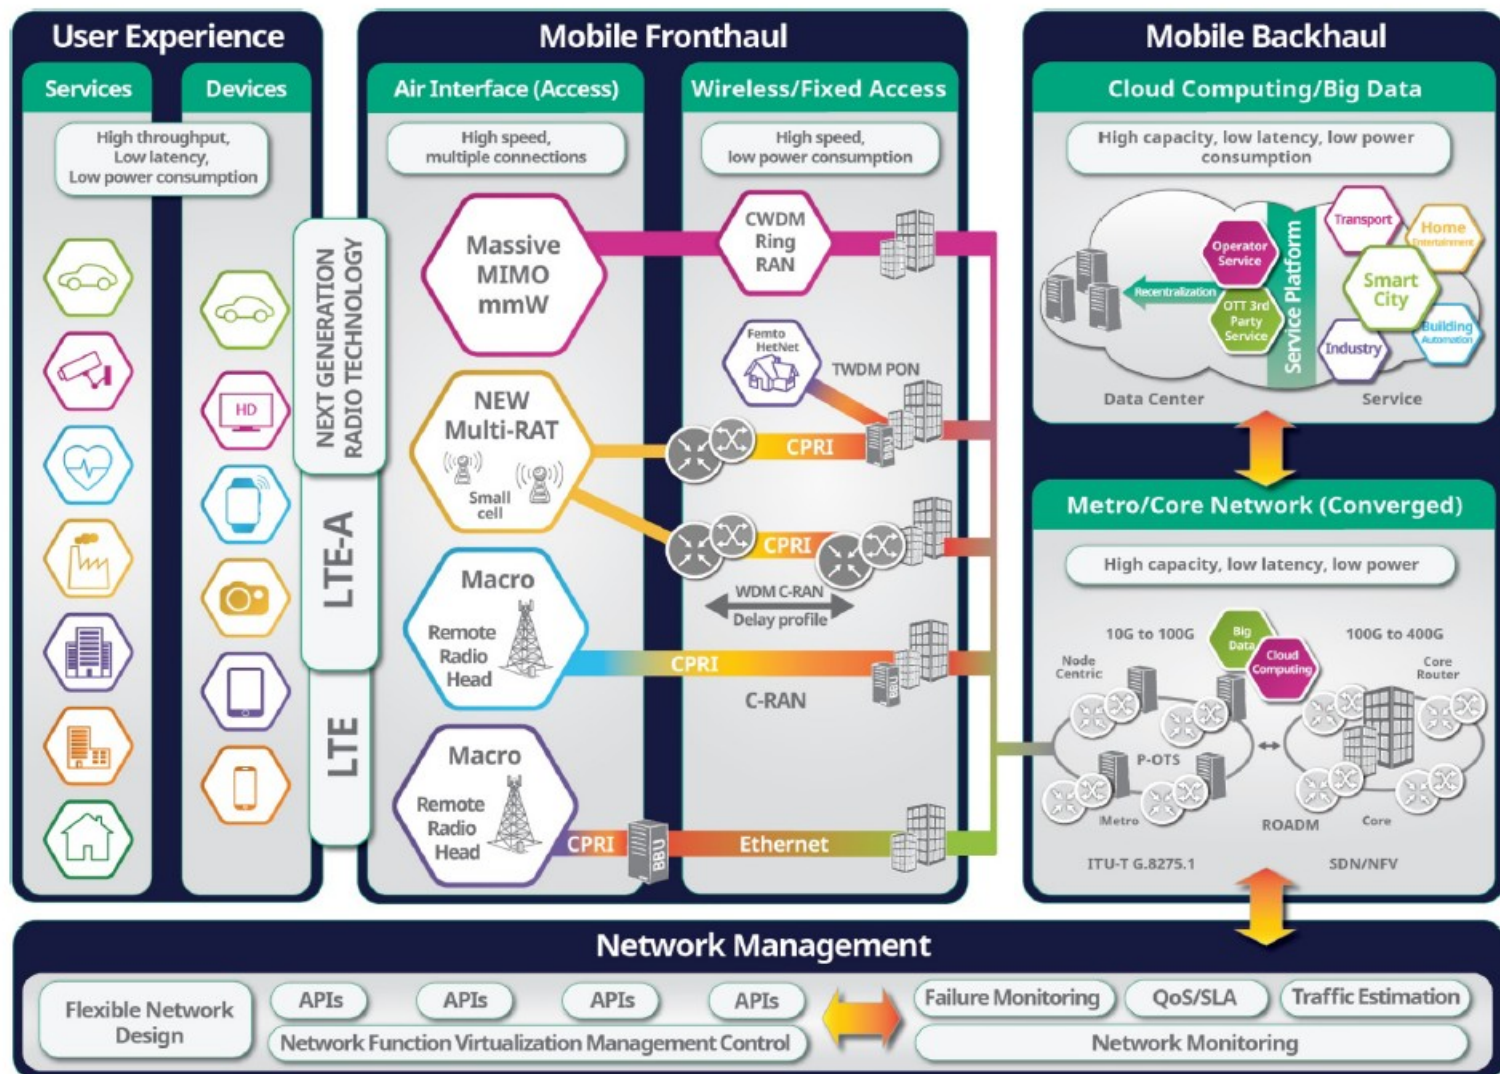 User Experience
Services
Devices
High throughput,
Low latency,
Low power consumption
NEXT GENERATION
RADIO TECHNOLOGY
LTE-A
LTE
HD
Mobile Fronthaul
Air Interface (Access)
High speed,
multiple connections
Massive
MIMO
mmW
NEW
Multi-RAT
Small
cell
Macro
Remote
Radio
Head
Macro
Remote
Radio
Head
Wireless/Fixed Access
High speed,
low power consumption
CWDM
Ring
RAN
Femto
HetNet
TWDM PON
CPRI
BBU
CPRI
WDM C-RAN
Delay profile
CPRI
BBU
C-RAN
CPRI
BBU
Ethernet
Mobile Backhaul
Cloud Computing/Big Data
High capacity, low latency, low power
consumption
Recentralization
Operator
Service
OTT 3rd
Party
Service
Service Platform
Transport
Home
Entertainment
Smart
City
Building
Automation
Industry
Data Center
Service
Metro/Core Network (Converged)
High capacity, low latency, low power
10G to 100G
Big
Data
Cloud
Computing
100G to 400G
Node
Centric
Core
Router
P-OTS
Metro
ROADM
Core
ITU-T G.8275.1
SDN/NFV
Network Management
Flexible Network
Design
APIs
APIs
APIs
APIs
Network Function Virtualization Management Control
Failure Monitoring
QoS/SLA
Traffic Estimation
Network Monitoring